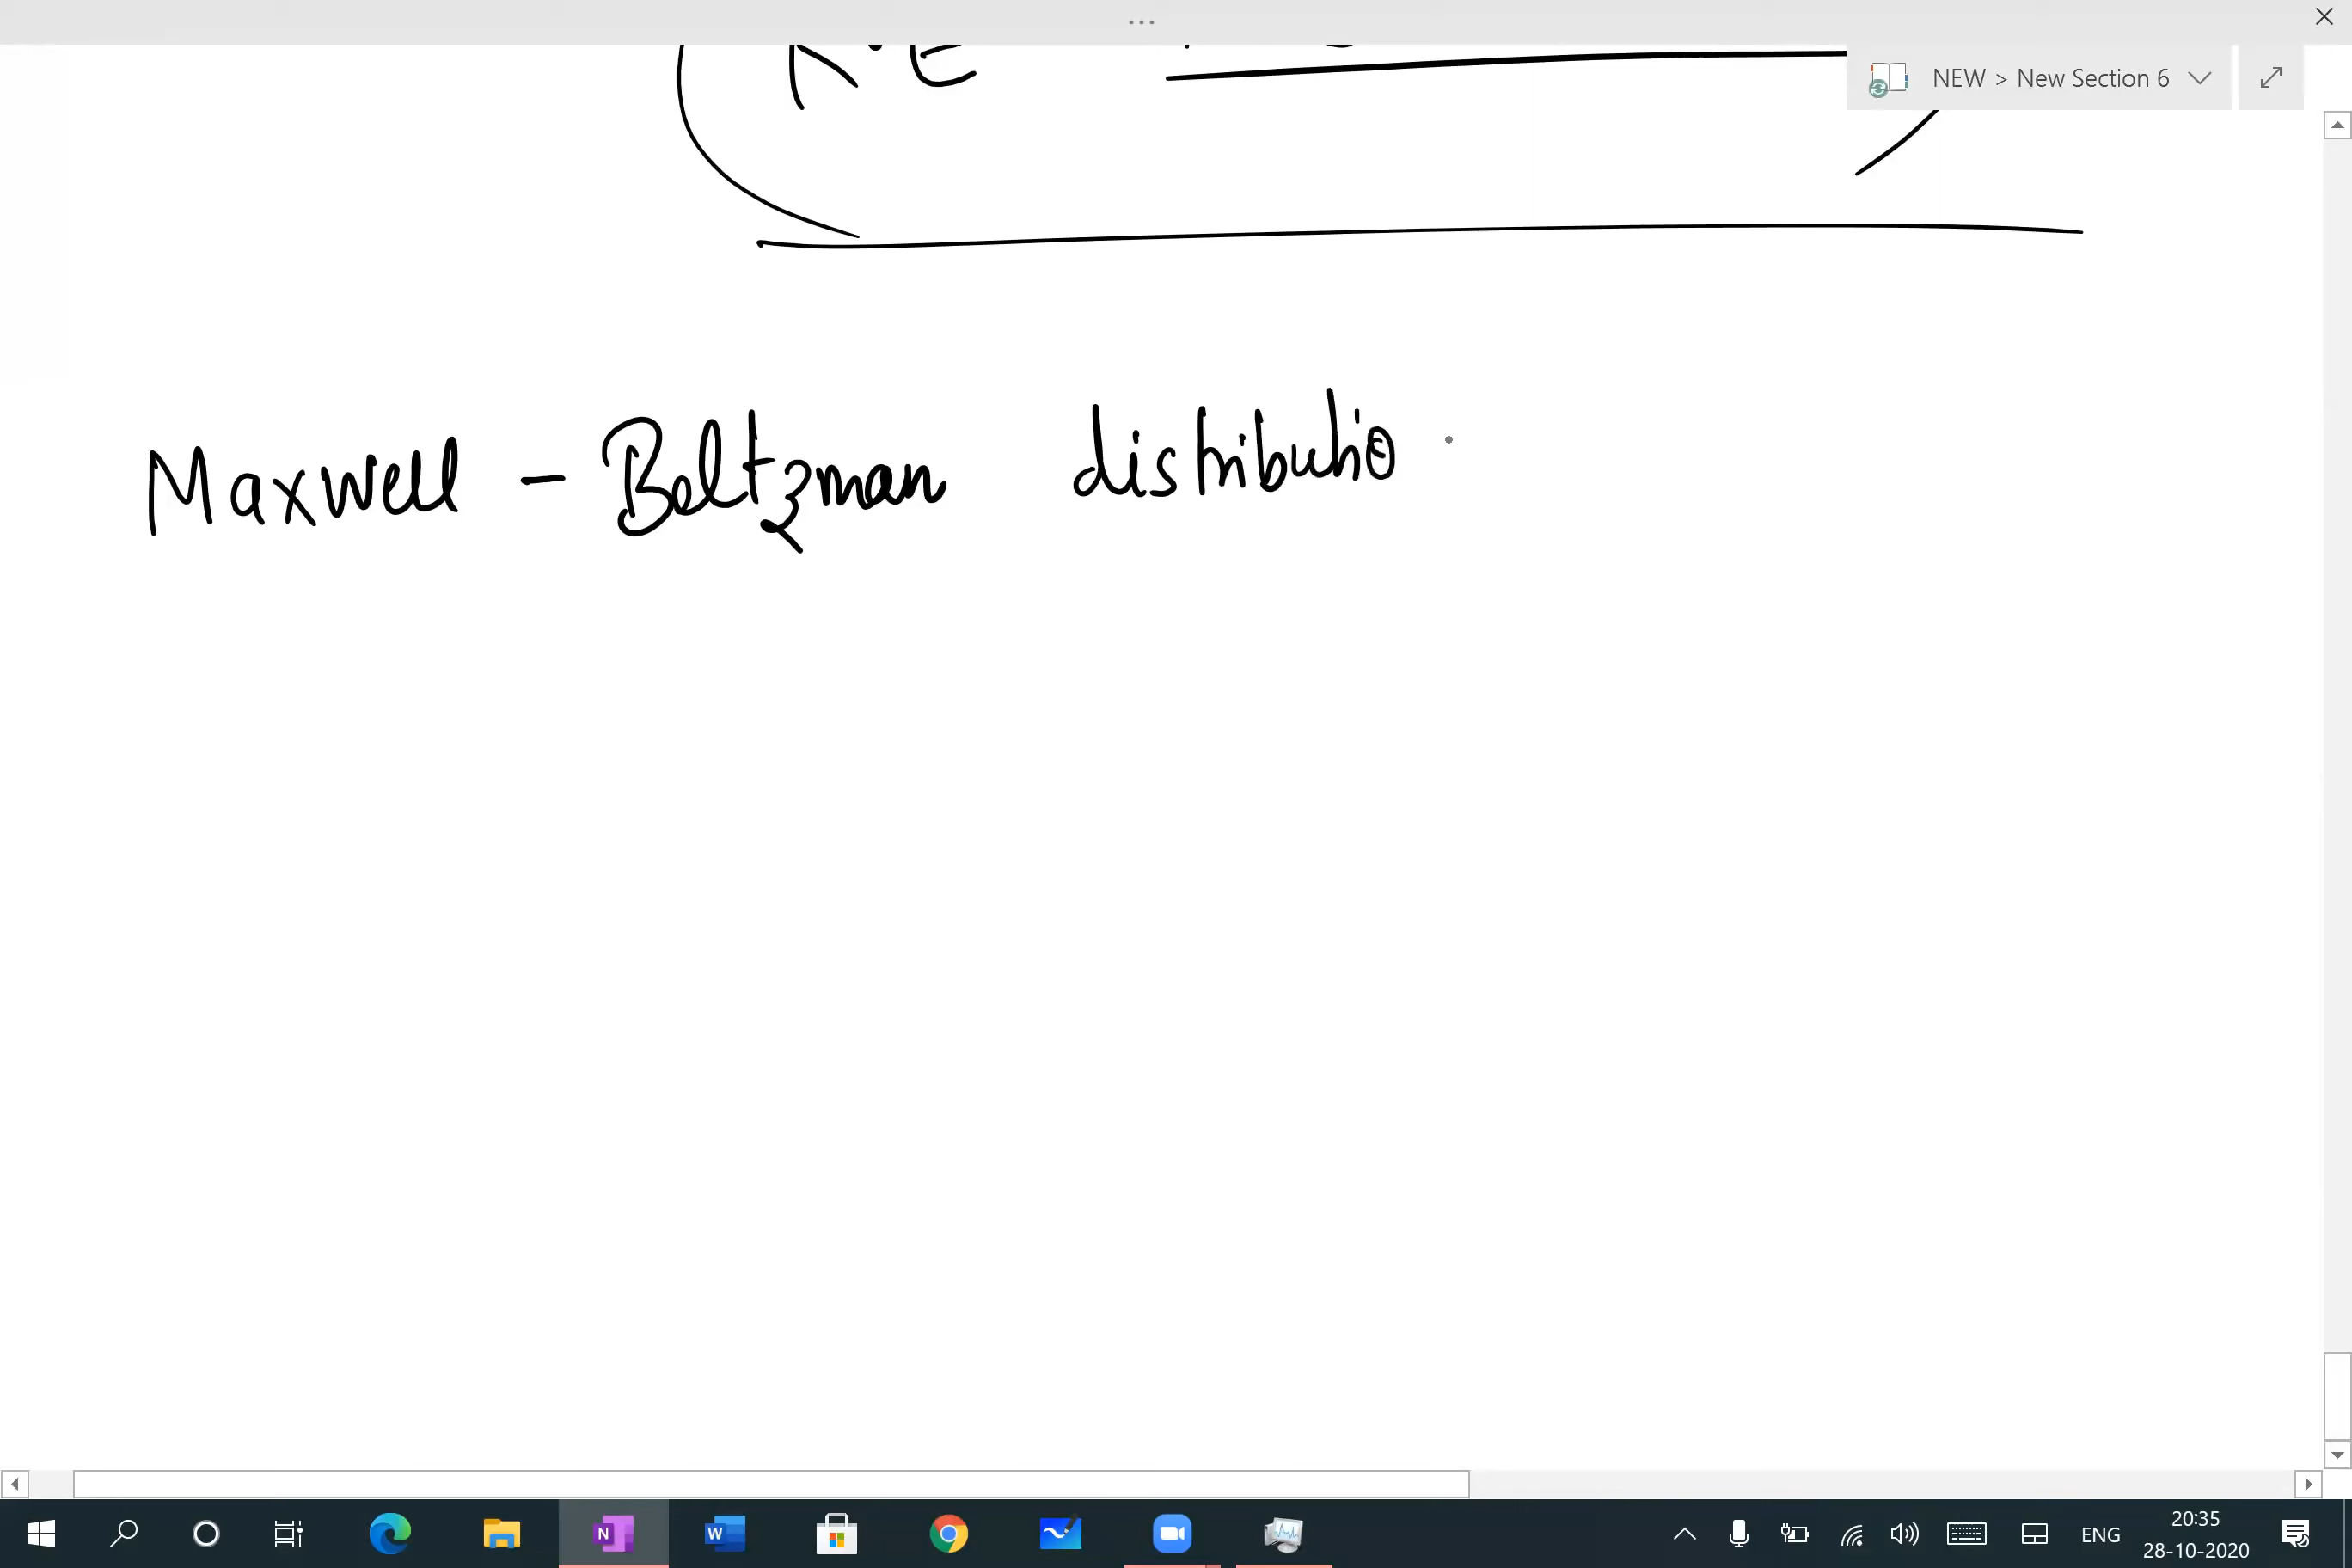 K.E
NEW > New Section 6
Maxwell - Boltzman distributio
ENG
20:35
28-10-2020